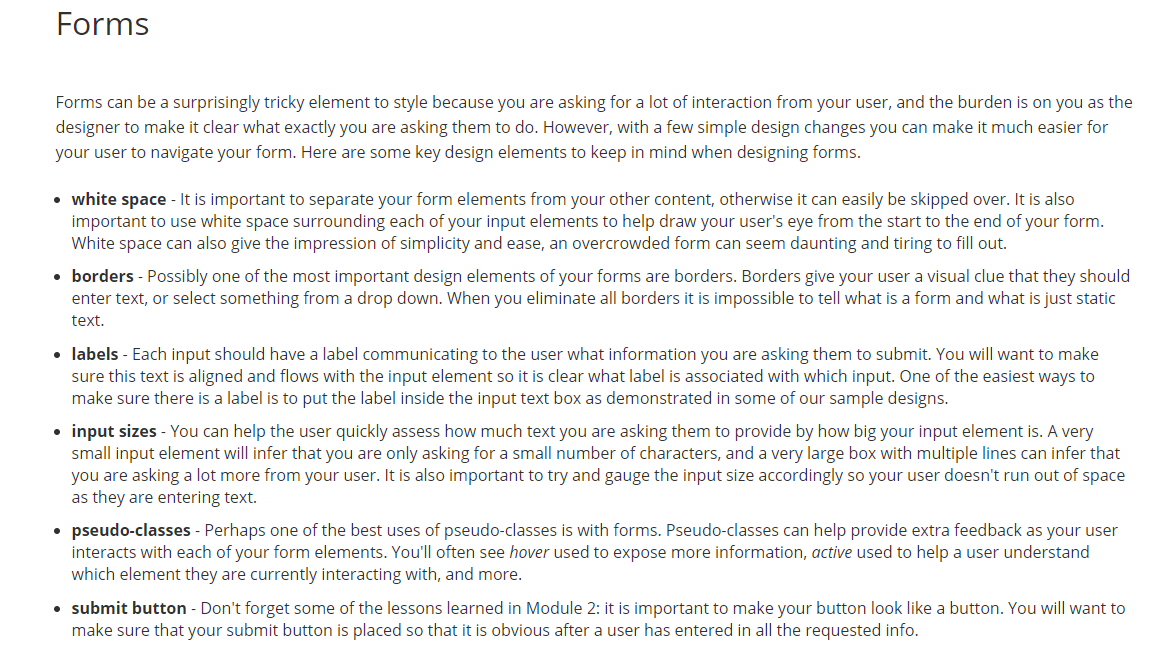 Forms
Forms can be a surprisingly tricky element to style because you are asking for a lot of interaction from your user, and the burden is on you as the
designer to make it clear what exactly you are asking them to do. However, with a few simple design changes you can make it much easier for
your user to navigate your form. Here are some key design elements to keep in mind when designing forms.
• white space - It is important to separate your form elements from your other content, otherwise it can easily be skipped over. It is also
important to use white space surrounding each of your input elements to help draw your user's eye from the start to the end of your form.
White space can also give the impression of simplicity and ease, an overcrowded form can seem daunting and tiring to fill out.
• borders - Possibly one of the most important design elements of your forms are borders. Borders give your user a visual clue that they should
enter text, or select something from a drop down. When you eliminate all borders it is impossible to tell what is a form and what is just static
text.
• labels - Each input should have a label communicating to the user what information you are asking them to submit. You will want to make
sure this text is aligned and flows with the input element so it is clear what label is associated with which input. One of the easiest ways to
make sure there is a label is to put the label inside the input text box as demonstrated in some of our sample designs.
• input sizes - You can help the user quickly assess how much text you are asking them to provide by how big your input element is. A very
small input element will infer that you are only asking for a small number of characters, and a very large box with multiple lines can infer that
you are asking a lot more from your user. It is also important to try and gauge the input size accordingly so your user doesn't run out of space
as they are entering text.
• pseudo-classes - Perhaps one of the best uses of pseudo-classes is with forms. Pseudo-classes can help provide extra feedback as your user
interacts with each of your form elements. You'll often see hover used to expose more information, active used to help a user understand
which element they are currently interacting with, and more.
• submit button - Don't forget some of the lessons learned in Module 2: it is important to make your button look like a button. You will want to
make sure that your submit button is placed so that it is obvious after a user has entered in all the requested info.